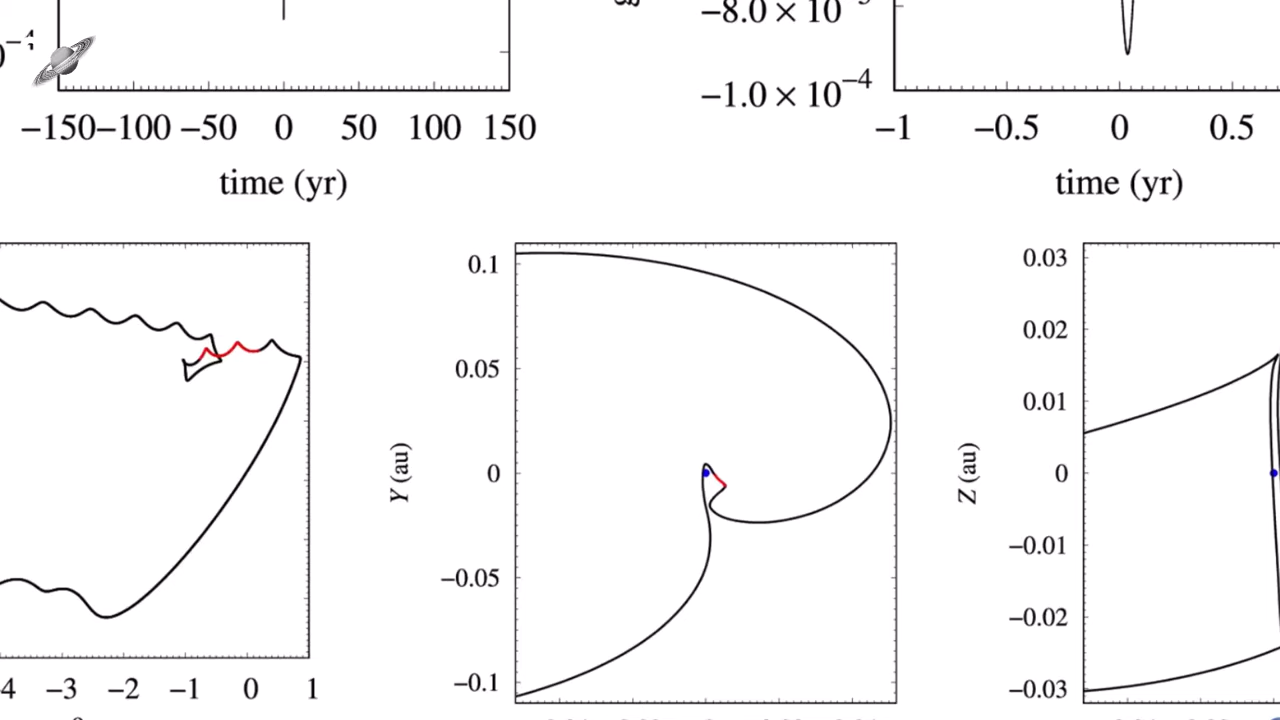 −8.0 × 10
−1.0 × 10−4
−150−100 −50 0 50 100 150
−1 −0.5 0 0.5
time (yr)
time (yr)
0.1
0.05
0
−0.05
−0.1
Y (au)
0.03
0.02
0.01
0
−0.01
−0.02
−0.03
Z (au)
−3 −2 −1 0 1